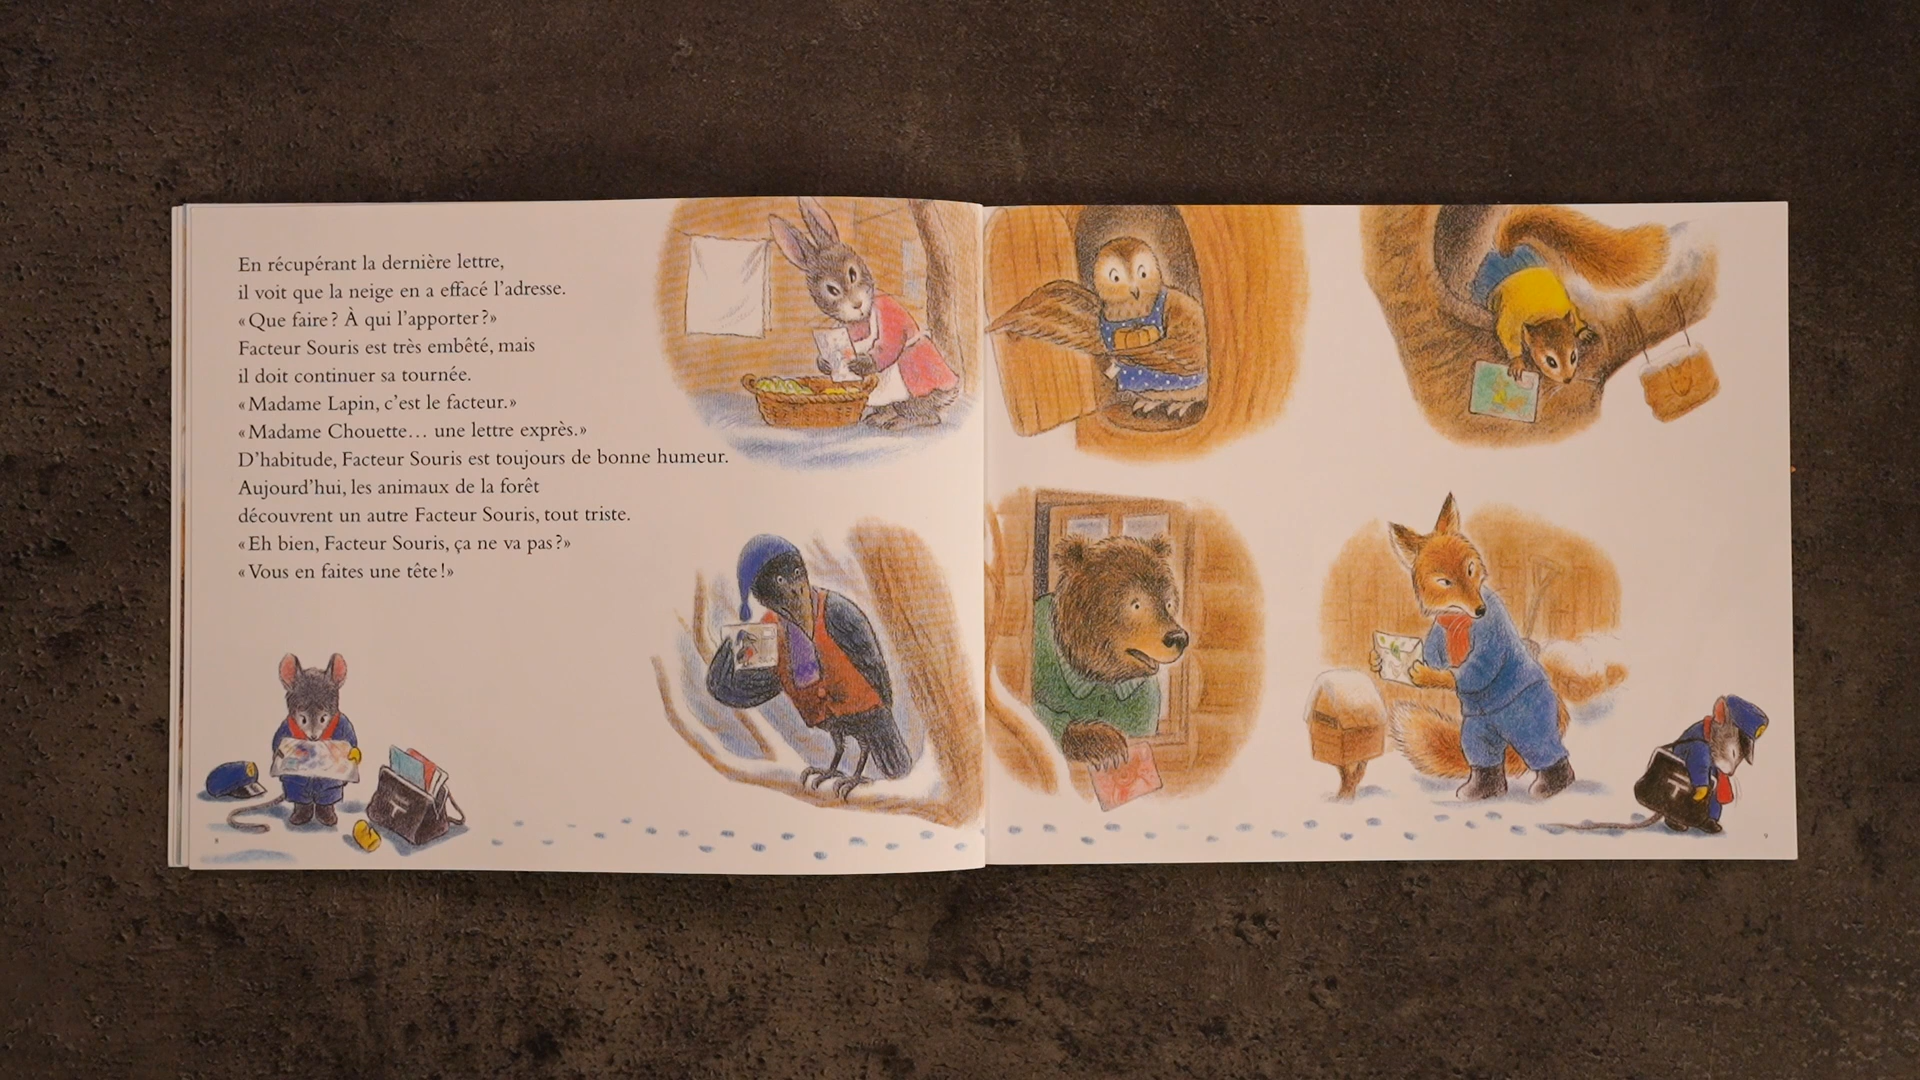 En récupérant la dernière lettre,
il voit que la neige en a effacé l’adresse.
« Que faire ? À qui l’apporter ? »
Facteur Souris est très embêté, mais
il doit continuer sa tournée.
« Madame Lapin, c’est le facteur. »
« Madame Chouette… une lettre exprès. »
D’habitude, Facteur Souris est toujours de bonne humeur.
Aujourd’hui, les animaux de la forêt
découvrent un autre Facteur Souris, tout triste.
« Eh bien, Facteur Souris, ça ne va pas ? »
« Vous en faites une tête ! »
8
9